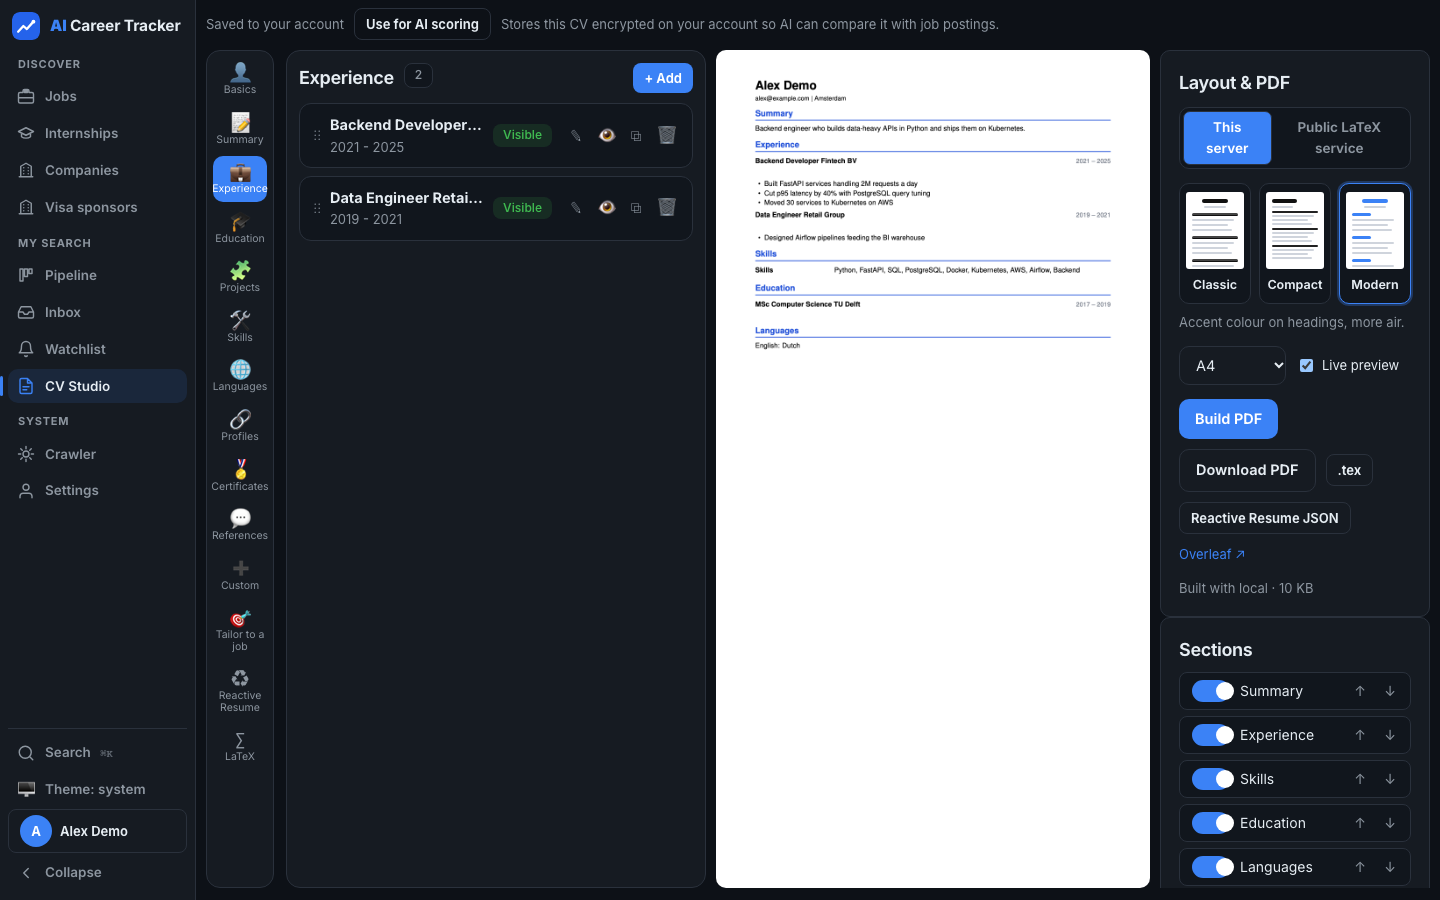 AI Career Tracker
DISCOVER
Jobs
Internships
Companies
Visa sponsors
MY SEARCH
Pipeline
Inbox
Watchlist
CV Studio
SYSTEM
Crawler
Settings
Search ⌘K
Theme: system
A Alex Demo
Collapse
Saved to your account Use for AI scoring Stores this CV encrypted on your account so AI can compare it with job postings.
Basics
Summary
Experience
Education
Projects
Skills
Languages
Profiles
Certificates
References
Custom
Tailor to a
job
Reactive
Resume
LaTeX
Experience 2 + Add
Backend Developer... Visible
2021 - 2025
Data Engineer Retai... Visible
2019 - 2021
Alex Demo
alex@example.com | Amsterdam
Summary
Backend engineer who builds data-heavy APIs in Python and ships them on Kubernetes.
Experience
Backend Developer Fintech BV 2021 – 2025
• Built FastAPI services handling 2M requests a day
• Cut p95 latency by 40% with PostgreSQL query tuning
• Moved 30 services to Kubernetes on AWS
Data Engineer Retail Group 2019 – 2021
• Designed Airflow pipelines feeding the BI warehouse
Skills
Skills Python, FastAPI, SQL, PostgreSQL, Docker, Kubernetes, AWS, Airflow, Backend
Education
MSc Computer Science TU Delft 2017 – 2019
Languages
English: Dutch
Layout & PDF
This
server
Public LaTeX
service
Classic Compact Modern
Accent colour on headings, more air.
A4 Live preview
Build PDF
Download PDF .tex
Reactive Resume JSON
Overleaf ↗
Built with local · 10 KB
Sections
Summary ↑ ↓
Experience ↑ ↓
Skills ↑ ↓
Education ↑ ↓
Languages ↑ ↓